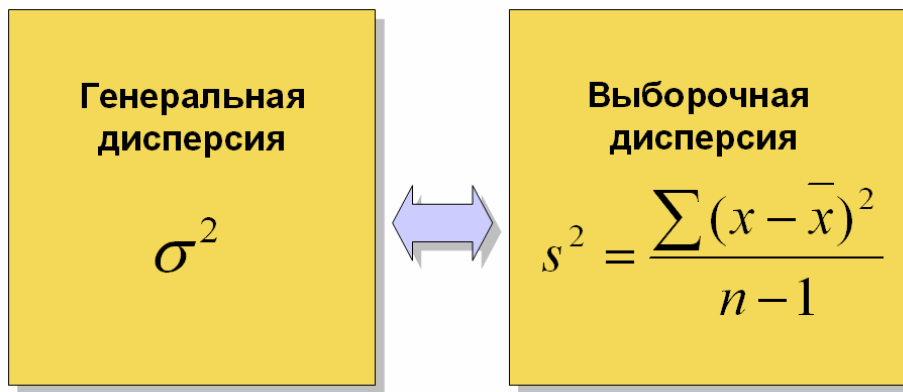 Генеральная
дисперсия
σ²
Выборочная
дисперсия
s² = ∑(x − x̄)² / (n − 1)